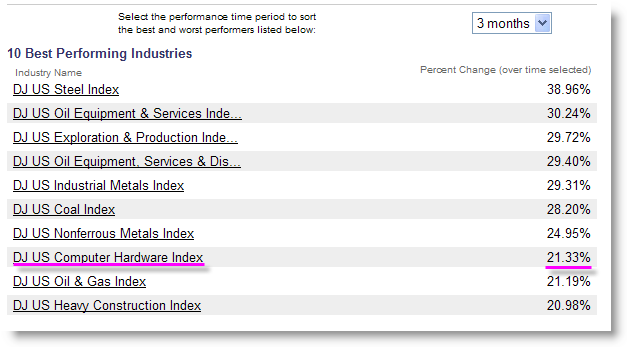 Select the performance time period to sort
the best and worst performers listed below:
3 months
10 Best Performing Industries
Industry Name Percent Change (over time selected)
DJ US Steel Index 38.96%
DJ US Oil Equipment & Services Inde... 30.24%
DJ US Exploration & Production Inde... 29.72%
DJ US Oil Equipment, Services & Dis... 29.40%
DJ US Industrial Metals Index 29.31%
DJ US Coal Index 28.20%
DJ US Nonferrous Metals Index 24.95%
DJ US Computer Hardware Index 21.33%
DJ US Oil & Gas Index 21.19%
DJ US Heavy Construction Index 20.98%